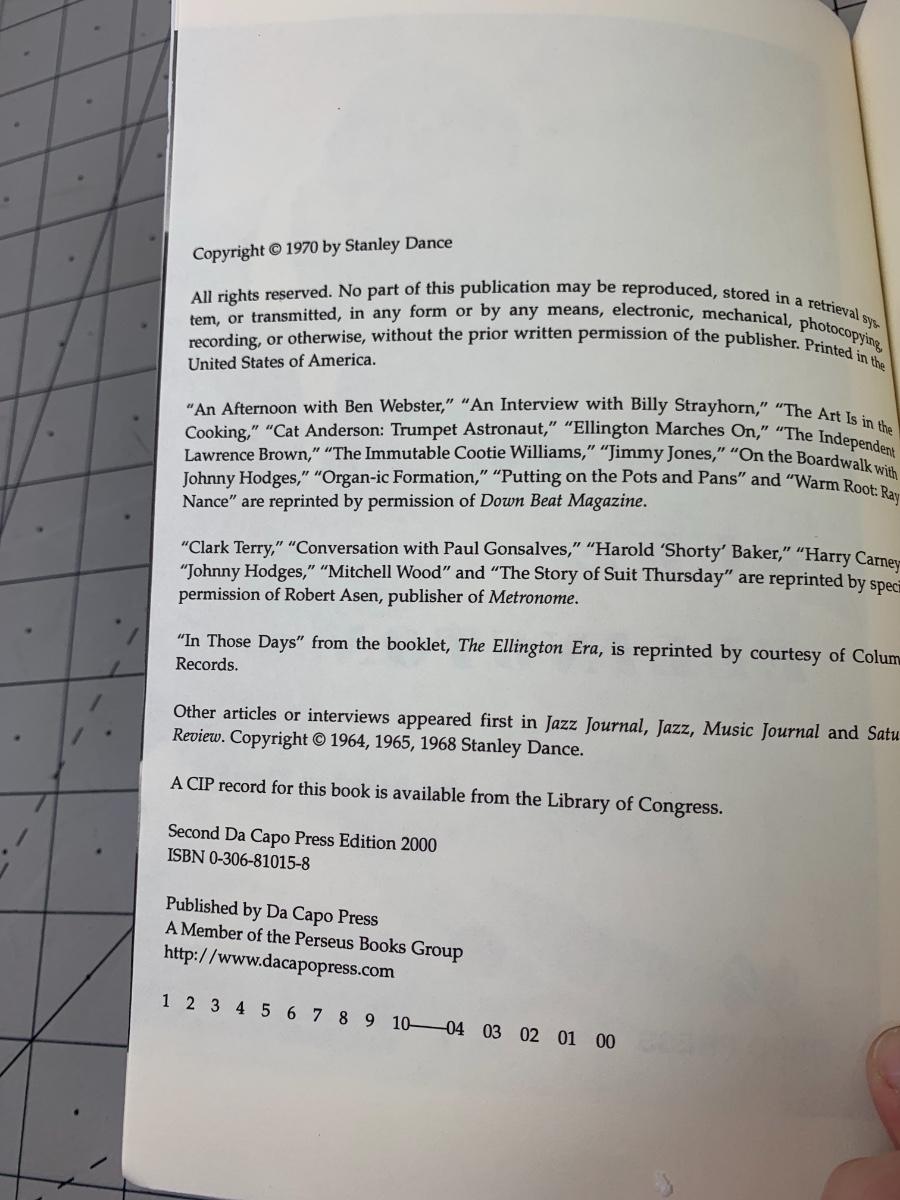 Copyright © 1970 by Stanley Dance
All rights reserved. No part of this publication may be reproduced, stored in a retrieval sys-
tem, or transmitted, in any form or by any means, electronic, mechanical, photocopying,
recording, or otherwise, without the prior written permission of the publisher. Printed in the
United States of America.
“An Afternoon with Ben Webster,” “An Interview with Billy Strayhorn,” “The Art Is in the
Cooking,” “Cat Anderson: Trumpet Astronaut,” “Ellington Marches On,” “The Independent
Lawrence Brown,” “The Immutable Cootie Williams,” “Jimmy Jones,” “On the Boardwalk with
Johnny Hodges,” “Organ-ic Formation,” “Putting on the Pots and Pans” and “Warm Root: Ray
Nance” are reprinted by permission of Down Beat Magazine.
“Clark Terry,” “Conversation with Paul Gonsalves,” “Harold ‘Shorty’ Baker,” “Harry Carney
“Johnny Hodges,” “Mitchell Wood” and “The Story of Suit Thursday” are reprinted by speci
permission of Robert Asen, publisher of Metronome.
“In Those Days” from the booklet, The Ellington Era, is reprinted by courtesy of Colum
Records.
Other articles or interviews appeared first in Jazz Journal, Jazz, Music Journal and Satu
Review. Copyright © 1964, 1965, 1968 Stanley Dance.
A CIP record for this book is available from the Library of Congress.
Second Da Capo Press Edition 2000
ISBN 0-306-81015-8
Published by Da Capo Press
A Member of the Perseus Books Group
http://www.dacapopress.com
1 2 3 4 5 6 7 8 9 10——04 03 02 01 00